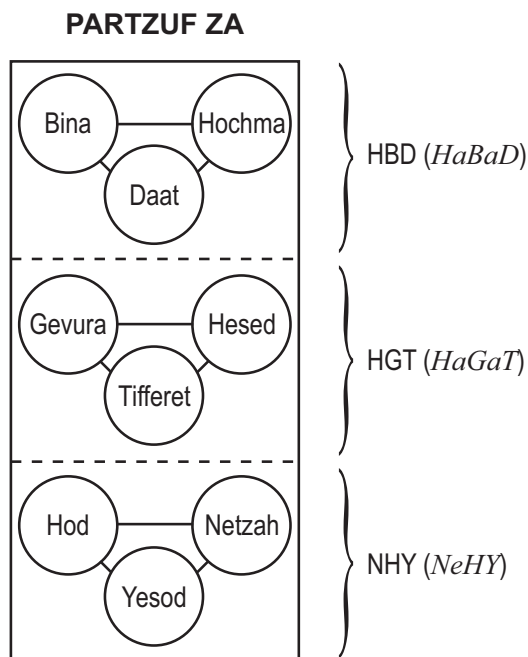 PARTZUF ZA
Bina Hochma
Daat
HBD (HaBaD)
Gevura Hesed
Tifferet
HGT (HaGaT)
Hod Netzah
Yesod
NHY (NeHY)